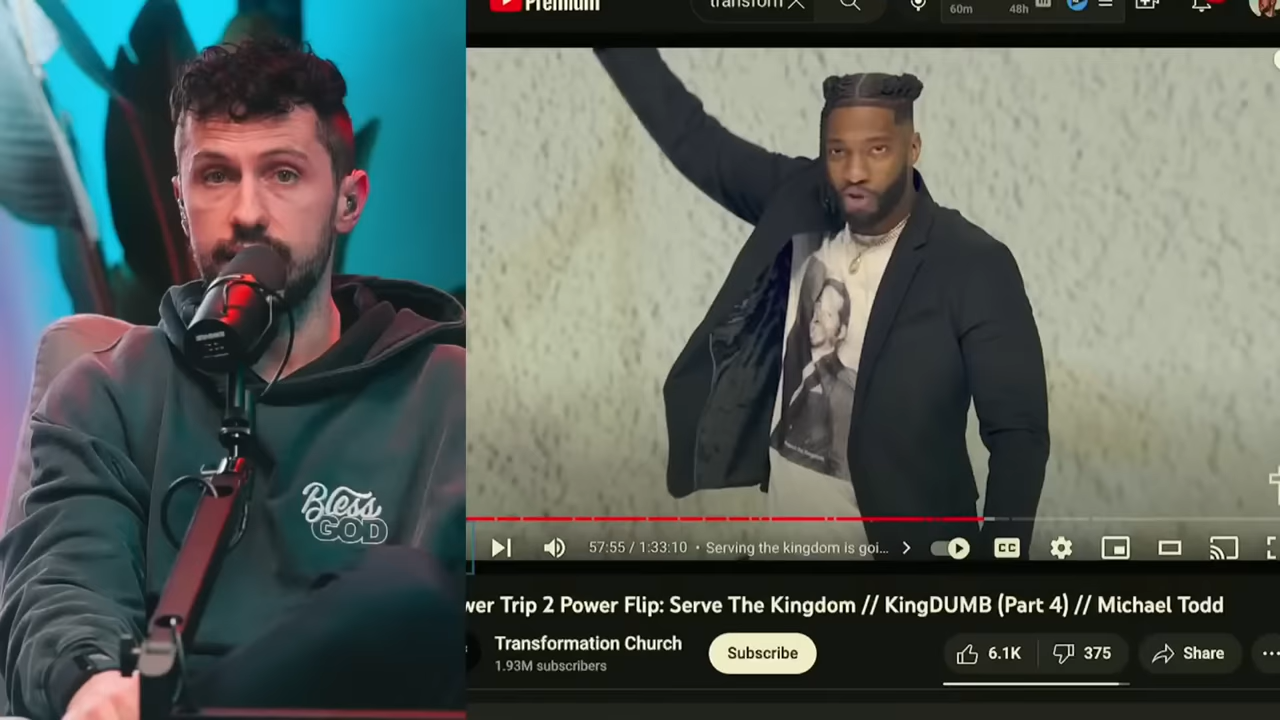 Premium
transform
60m
48h
Bless
GOD
57:55 / 1:33:10 • Serving the kingdom is goi...
CC
wer Trip 2 Power Flip: Serve The Kingdom // KingDUMB (Part 4) // Michael Todd
Transformation Church
1.93M subscribers
Subscribe
6.1K
375
Share